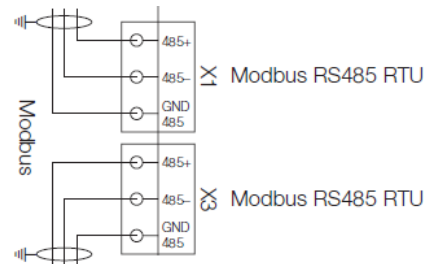 485+
485-
GND
485
X1
Modbus RS485 RTU
Modbus
485+
485-
GND
485
X3
Modbus RS485 RTU